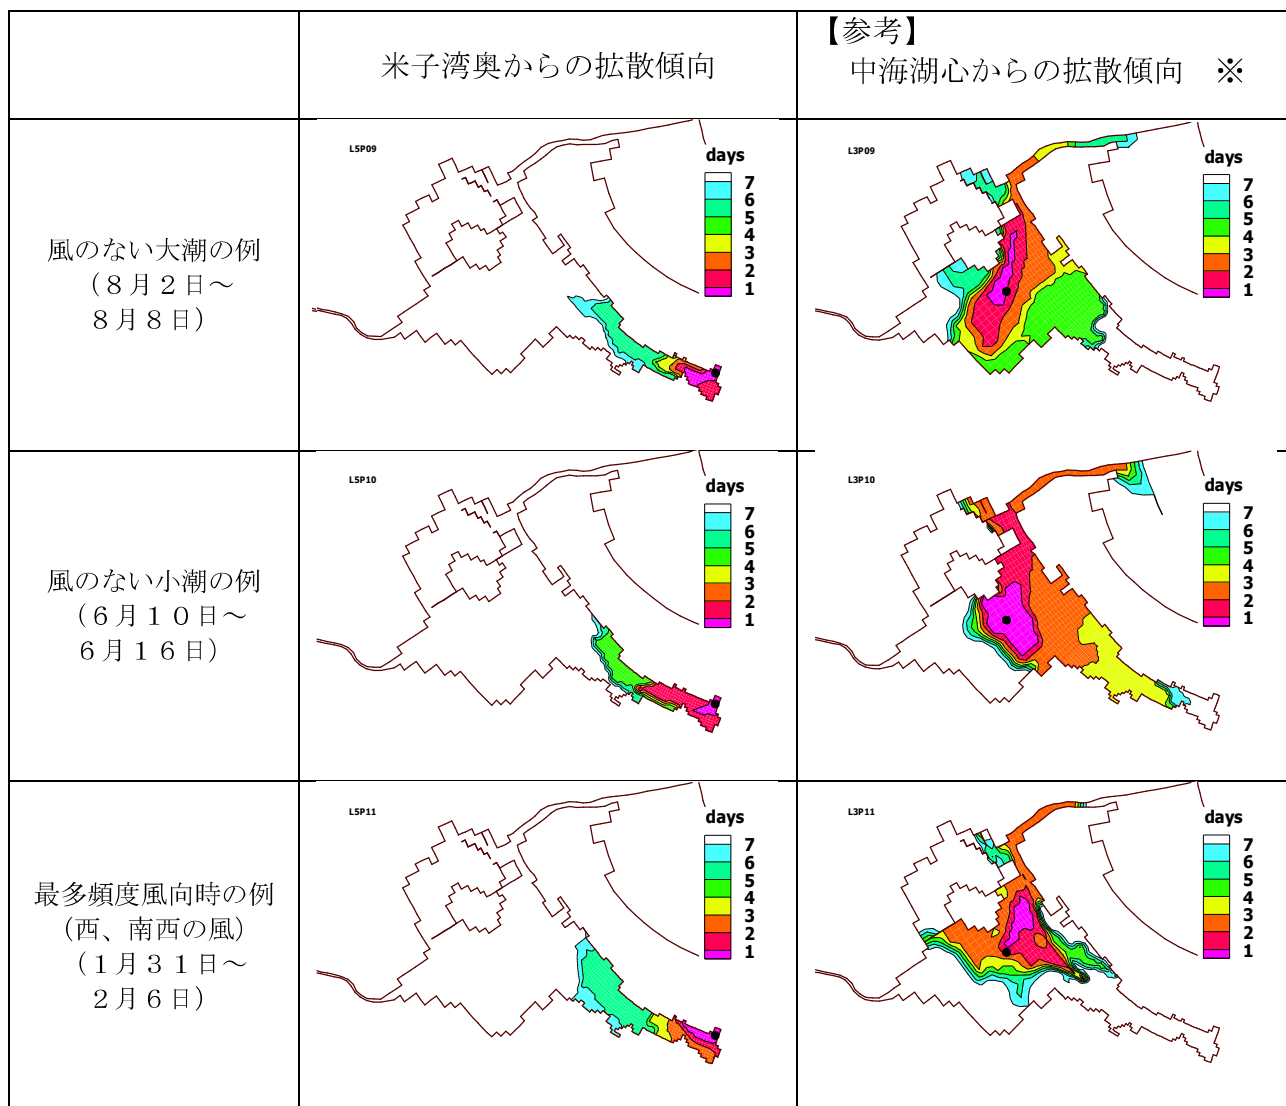 米子湾奥からの拡散傾向
【参考】
中海湖心からの拡散傾向　※
風のない大潮の例
（８月２日～
８月８日）
L5P09
days
7
6
5
4
3
2
1
L3P09
days
7
6
5
4
3
2
1
風のない小潮の例
（６月１０日～
６月１６日）
L5P10
days
7
6
5
4
3
2
1
L3P10
days
7
6
5
4
3
2
1
最多頻度風向時の例
（西、南西の風）
（１月３１日～
２月６日）
L5P11
days
7
6
5
4
3
2
1
L3P11
days
7
6
5
4
3
2
1